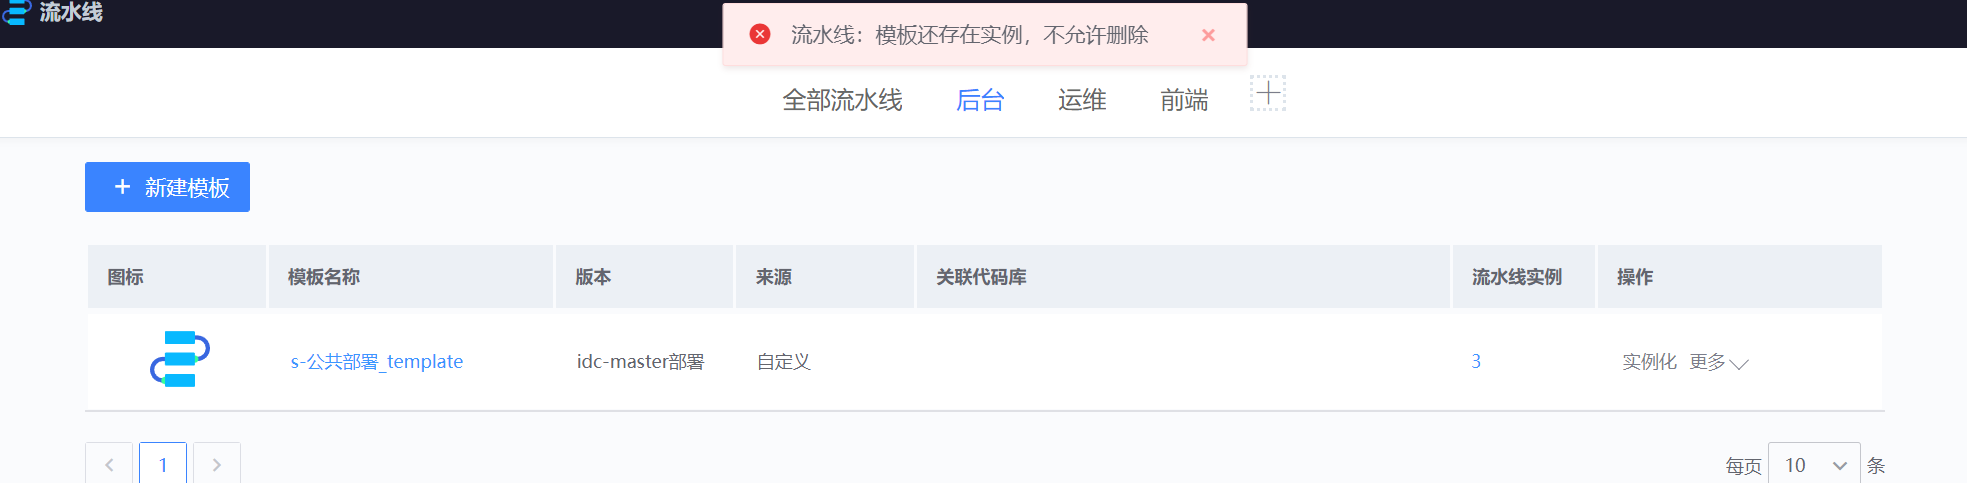 流水线
流水线：模板还存在实例，不允许删除
全部流水线 后台 运维 前端
新建模板
图标 模板名称 版本 来源 关联代码库 流水线实例 操作
s-公共部署_template idc-master部署 自定义 3 实例化 更多
1 每页 10 条